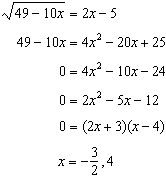 √(49 − 10x) = 2x − 5
49 − 10x = 4x² − 20x + 25
0 = 4x² − 10x − 24
0 = 2x² − 5x − 12
0 = (2x + 3)(x − 4)
x = −3/2, 4